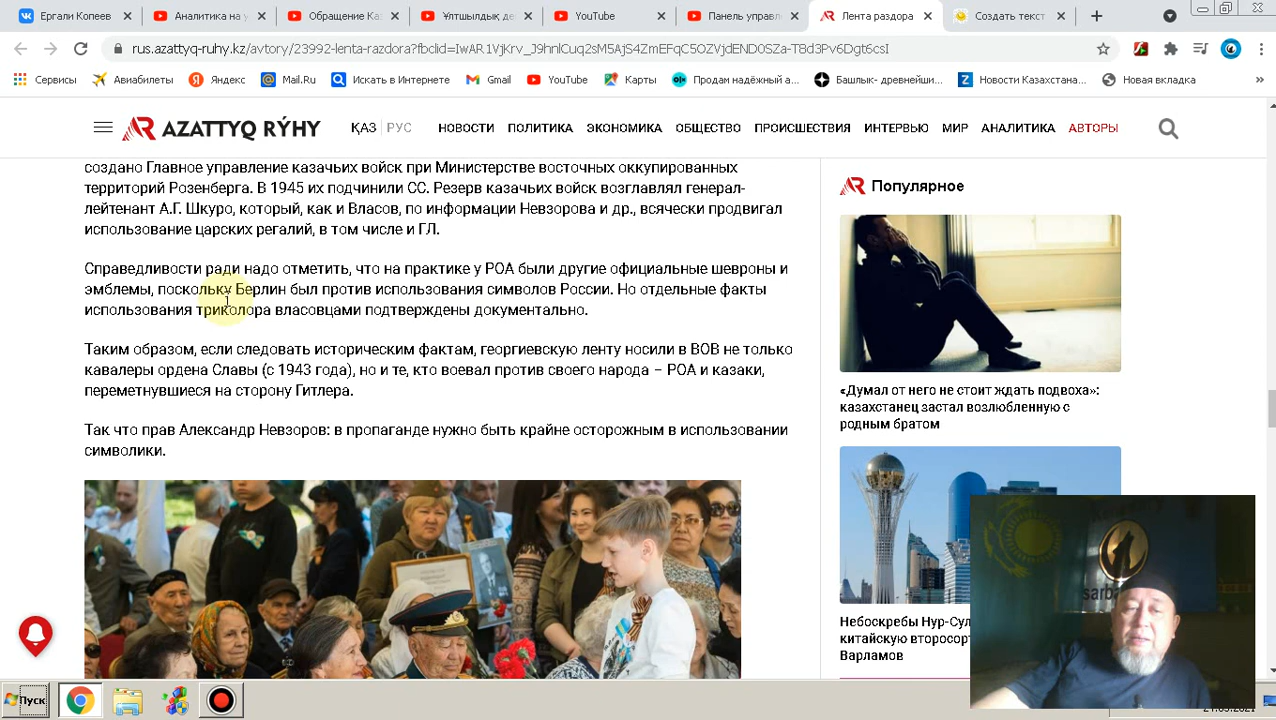 Ергали Копеев
Аналитика на у
Обращение Ка
Ұлтшылдық де
YouTube
Панель управл
Лента раздора
Создать текст
rus.azattyq-ruhy.kz/avtory/23992-lenta-razdora?fbclid=
Сервисы
Авиабилеты
Яндекс
Mail.Ru
Искать в Интернете
Gmail
YouTube
Карты
Продам надёжный а...
Башлык- древнейши...
Новости Казахстана...
Новая вкладка
AZATTYQ RÝHY
ҚАЗ
РУС
НОВОСТИ
ПОЛИТИКА
ЭКОНОМИКА
ОБЩЕСТВО
ПРОИСШЕСТВИЯ
ИНТЕРВЬЮ
МИР
АНАЛИТИКА
АВТОРЫ
создано Главное управление казачьих войск при Министерстве восточных оккупированных
территорий Розенберга. В 1945 их подчинили СС. Резерв казачьих войск возглавлял генерал-
лейтенант А.Г. Шкуро, который, как и Власов, по информации Невзорова и др., всячески продвигал
использование царских регалий, в том числе и ГЛ.
Справедливости ради надо отметить, что на практике у РОА были другие официальные шевроны и
эмблемы, поскольку Берлин был против использования символов России. Но отдельные факты
использования триколора власовцами подтверждены документально.
Таким образом, если следовать историческим фактам, георгиевскую ленту носили в ВОВ не только
кавалеры ордена Славы (с 1943 года), но и те, кто воевал против своего народа – РОА и казаки,
переметнувшиеся на сторону Гитлера.
Так что прав Александр Невзоров: в пропаганде нужно быть крайне осторожным в использовании
символики.
Популярное
«Думал от него не стоит ждать подвоха»:
казахстанец застал возлюбленную с
родным братом
Небоскребы Нур-Сул
китайскую второсорт
Варламов
Пуск